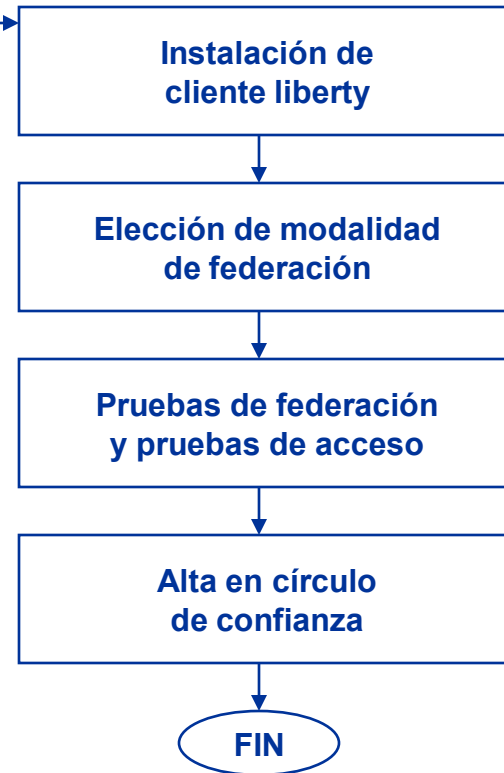 Instalación de
cliente liberty
Elección de modalidad
de federación
Pruebas de federación
y pruebas de acceso
Alta en círculo
de confianza
FIN